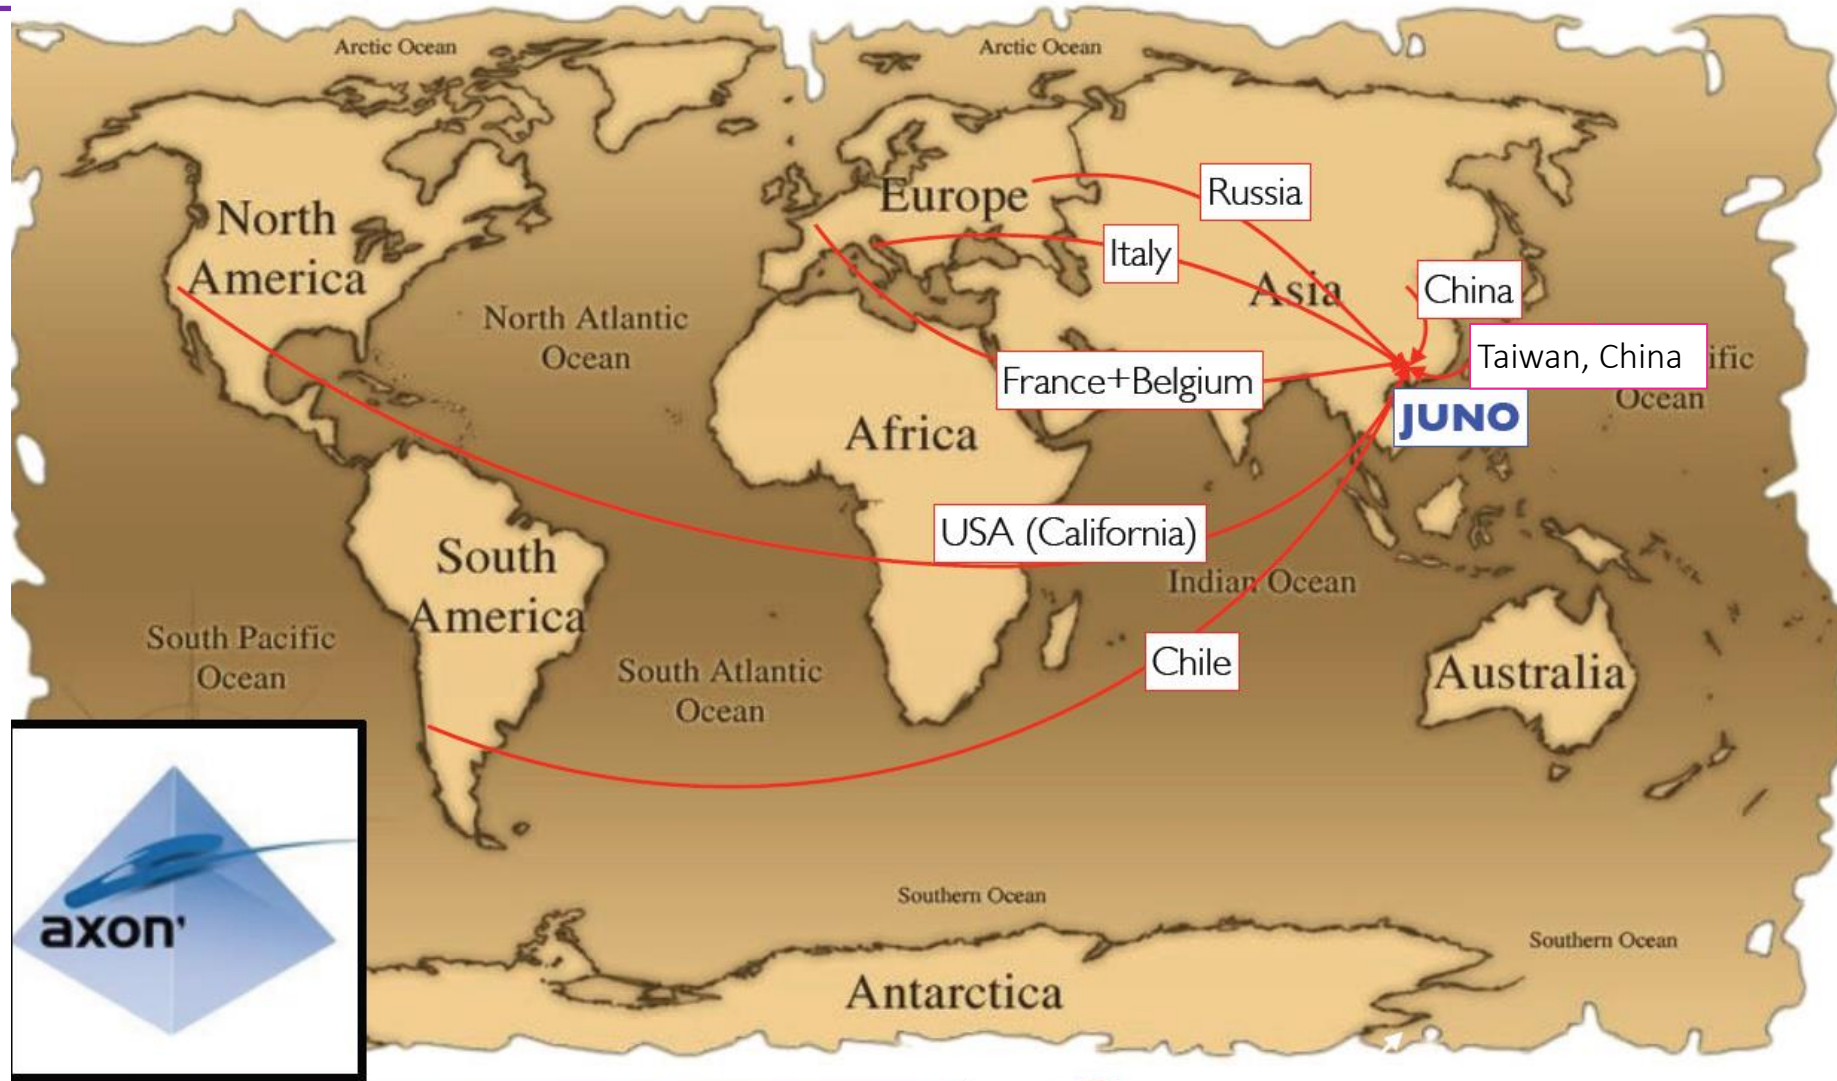 Arctic Ocean
Arctic Ocean
North
America
Europe
Russia
Italy
Asia
China
North Atlantic
Ocean
Taiwan, China
ific
Ocean
France+Belgium
JUNO
Africa
USA (California)
South
America
Indian Ocean
South Pacific
Ocean
South Atlantic
Ocean
Chile
Australia
axon'
Southern Ocean
Southern Ocean
Antarctica